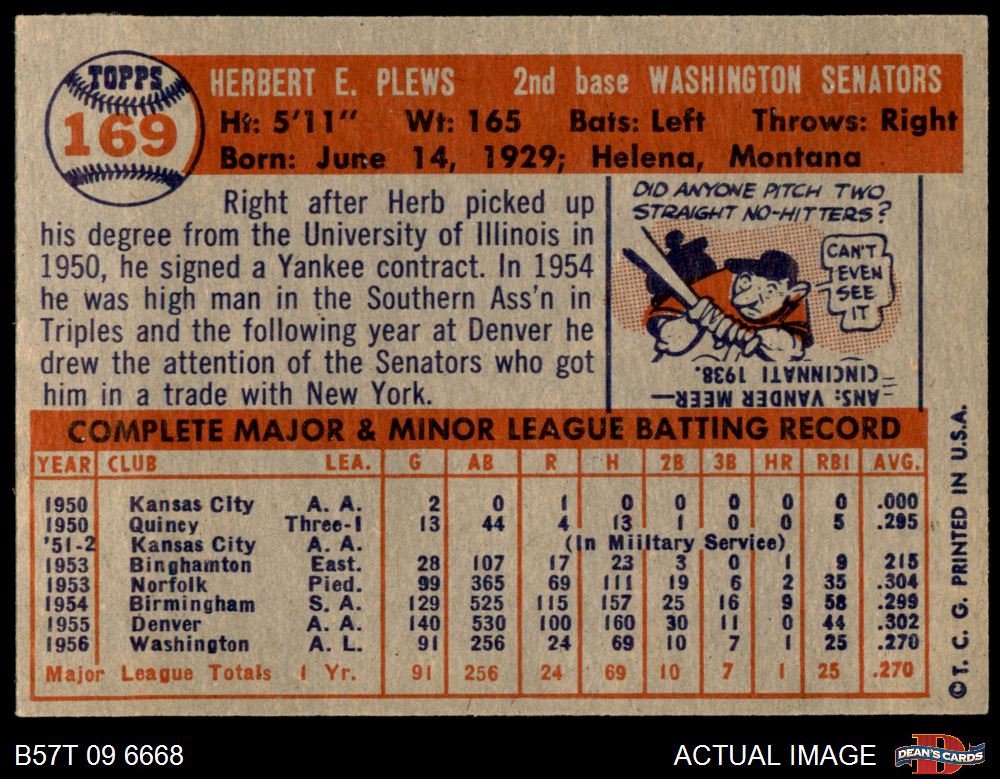 TOPPS
169
HERBERT E. PLEWS 2nd base WASHINGTON SENATORS
Ht: 5'11" Wt: 165 Bats: Left Throws: Right
Born: June 14, 1929; Helena, Montana
Right after Herb picked up
his degree from the University of Illinois in
1950, he signed a Yankee contract. In 1954
he was high man in the Southern Ass'n in
Triples and the following year at Denver he
drew the attention of the Senators who got
him in a trade with New York.
DID ANYONE PITCH TWO
STRAIGHT NO-HITTERS?
CAN'T
EVEN
SEE
IT
ANS: VANDER MEER—
CINCINNATI 1938.
COMPLETE MAJOR & MINOR LEAGUE BATTING RECORD
YEAR CLUB LEA. G AB R H 2B 3B HR RBI AVG.
1950 Kansas City A. A. 2 0 1 0 0 0 0 0 .000
1950 Quincy Three-I 13 44 4 13 1 0 0 5 .295
'51-2 Kansas City A. A. (In Miiltary Service)
1953 Binghamton East. 28 107 17 23 3 0 1 9 215
1953 Norfolk Pied. 99 365 69 111 19 6 2 35 .304
1954 Birmingham S. A. 129 525 115 157 25 16 9 58 .299
1955 Denver A. A. 140 530 100 160 30 11 0 44 .302
1956 Washington A. L. 91 256 24 69 10 7 1 25 .270
Major League Totals 1 Yr. 91 256 24 69 10 7 1 25 .270
© T. C. G. PRINTED IN U.S.A.
B57T 09 6668
ACTUAL IMAGE
DEAN'S CARDS